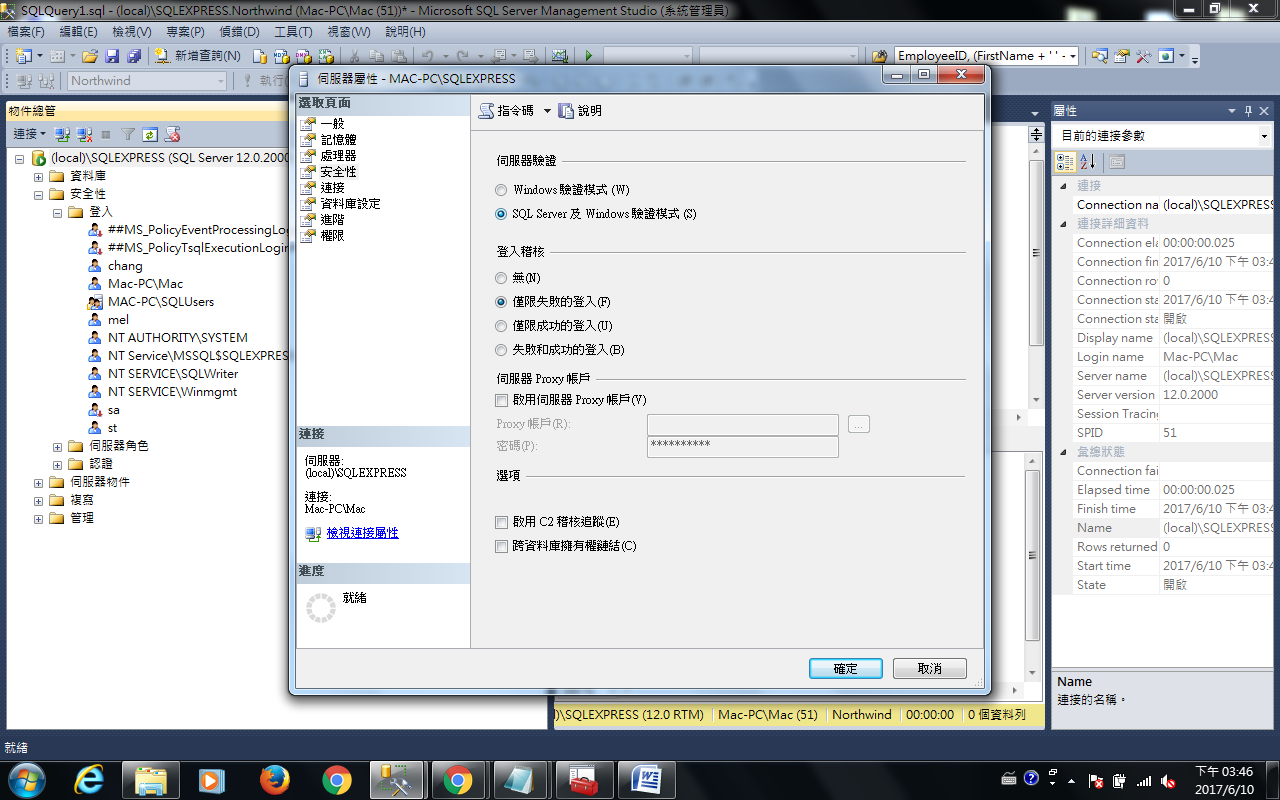 SQLQuery1.sql - (local)\SQLEXPRESS.Northwind (Mac-PC\Mac (51))* - Microsoft SQL Server Management Studio (系統管理員)
檔案(F) 編輯(E) 檢視(V) 專案(P) 偵錯(D) 工具(T) 視窗(W) 說明(H)
新增查詢(N) EmployeeID, (FirstName + ' ' -
Northwind 執行
物件總管
連接
(local)\SQLEXPRESS (SQL Server 12.0.2000
資料庫
安全性
登入
##MS_PolicyEventProcessingLo
##MS_PolicyTsqlExecutionLogin
chang
Mac-PC\Mac
MAC-PC\SQLUsers
mel
NT AUTHORITY\SYSTEM
NT Service\MSSQL$SQLEXPRES
NT SERVICE\SQLWriter
NT SERVICE\Winmgmt
sa
st
伺服器角色
認證
伺服器物件
複寫
管理
伺服器屬性 - MAC-PC\SQLEXPRESS
選取頁面
一般
記憶體
處理器
安全性
連接
資料庫設定
進階
權限
連接
伺服器:
(local)\SQLEXPRESS
連接:
Mac-PC\Mac
檢視連接屬性
進度
就緒
指令碼 說明
伺服器驗證
Windows 驗證模式 (W)
SQL Server 及 Windows 驗證模式 (S)
登入稽核
無(N)
僅限失敗的登入(F)
僅限成功的登入(U)
失敗和成功的登入(B)
伺服器 Proxy 帳戶
啟用伺服器 Proxy 帳戶(V)
Proxy 帳戶(R): ...
密碼(P): **********
選項
啟用 C2 稽核追蹤(E)
跨資料庫擁有權鏈結(C)
確定 取消
屬性
目前的連接參數
連接
Connection na (local)\SQLEXPRESS
連接詳細資料
Connection ela 00:00:00.025
Connection fin 2017/6/10 下午 03:4
Connection ro 0
Connection sta 2017/6/10 下午 03:4
Connection sta 開啟
Display name (local)\SQLEXPRESS
Login name Mac-PC\Mac
Server name (local)\SQLEXPRESS
Server version 12.0.2000
Session Tracing
SPID 51
彙總狀態
Connection fai
Elapsed time 00:00:00.025
Finish time 2017/6/10 下午 03:4
Name (local)\SQLEXPRESS
Rows returned 0
Start time 2017/6/10 下午 03:4
State 開啟
Name
連接的名稱。
l)\SQLEXPRESS (12.0 RTM) Mac-PC\Mac (51) Northwind 00:00:00 0 個資料列
就緒
下午 03:46
2017/6/10